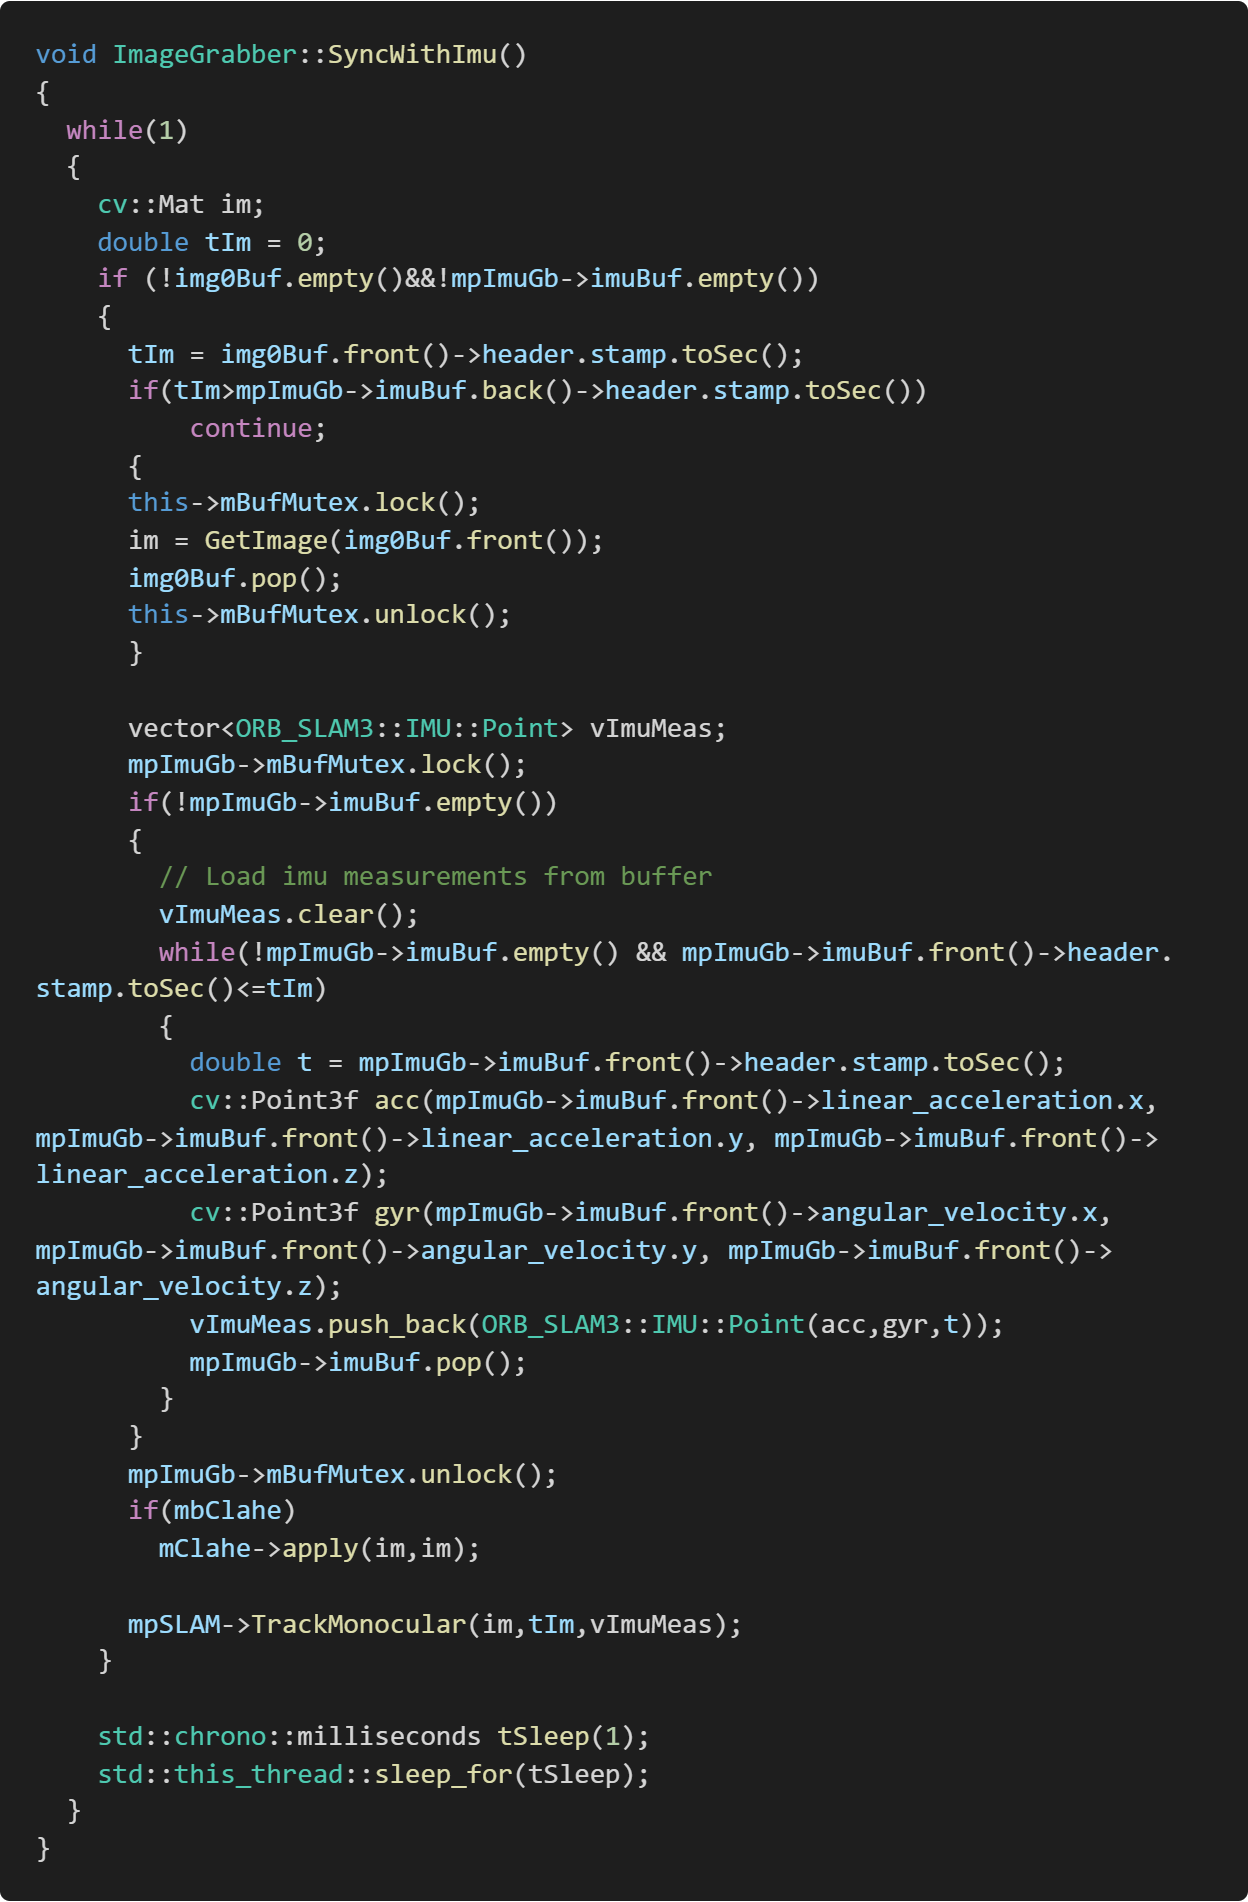 void ImageGrabber::SyncWithImu()
{
  while(1)
  {
    cv::Mat im;
    double tIm = 0;
    if (!img0Buf.empty()&&!mpImuGb->imuBuf.empty())
    {
      tIm = img0Buf.front()->header.stamp.toSec();
      if(tIm>mpImuGb->imuBuf.back()->header.stamp.toSec())
          continue;
      {
      this->mBufMutex.lock();
      im = GetImage(img0Buf.front());
      img0Buf.pop();
      this->mBufMutex.unlock();
      }

      vector<ORB_SLAM3::IMU::Point> vImuMeas;
      mpImuGb->mBufMutex.lock();
      if(!mpImuGb->imuBuf.empty())
      {
        // Load imu measurements from buffer
        vImuMeas.clear();
        while(!mpImuGb->imuBuf.empty() && mpImuGb->imuBuf.front()->header.
stamp.toSec()<=tIm)
        {
          double t = mpImuGb->imuBuf.front()->header.stamp.toSec();
          cv::Point3f acc(mpImuGb->imuBuf.front()->linear_acceleration.x,
mpImuGb->imuBuf.front()->linear_acceleration.y, mpImuGb->imuBuf.front()->
linear_acceleration.z);
          cv::Point3f gyr(mpImuGb->imuBuf.front()->angular_velocity.x,
mpImuGb->imuBuf.front()->angular_velocity.y, mpImuGb->imuBuf.front()->
angular_velocity.z);
          vImuMeas.push_back(ORB_SLAM3::IMU::Point(acc,gyr,t));
          mpImuGb->imuBuf.pop();
        }
      }
      mpImuGb->mBufMutex.unlock();
      if(mbClahe)
        mClahe->apply(im,im);

      mpSLAM->TrackMonocular(im,tIm,vImuMeas);
    }

    std::chrono::milliseconds tSleep(1);
    std::this_thread::sleep_for(tSleep);
  }
}